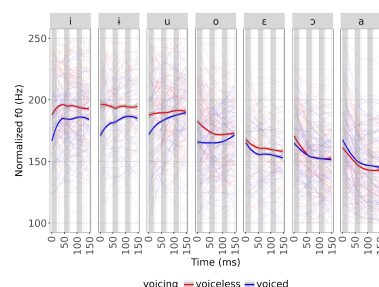 i ɨ u o ɛ ɔ a
Normalized f0 (Hz)
250
200
150
100
0 50 100 150 0 50 100 150 0 50 100 150 0 50 100 150 0 50 100 150 0 50 100 150 0 50 100 150
Time (ms)
voicing voiceless voiced